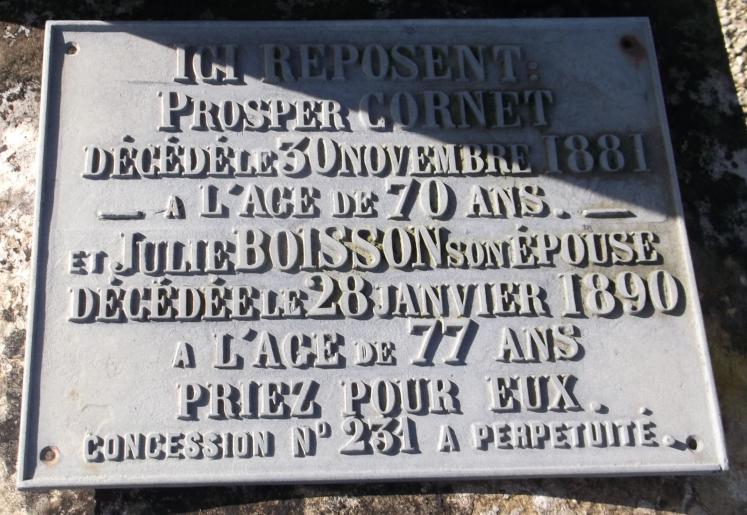 ICI REPOSENT:
PROSPER CORNET
DÉCÉDÉ LE 30 NOVEMBRE 1881
— A L'AGE DE 70 ANS. —
ET JULIE BOISSON SON ÉPOUSE
DÉCÉDÉE LE 28 JANVIER 1890
A L'AGE DE 77 ANS
PRIEZ POUR EUX.
CONCESSION N° 231 A PERPETUITÉ.